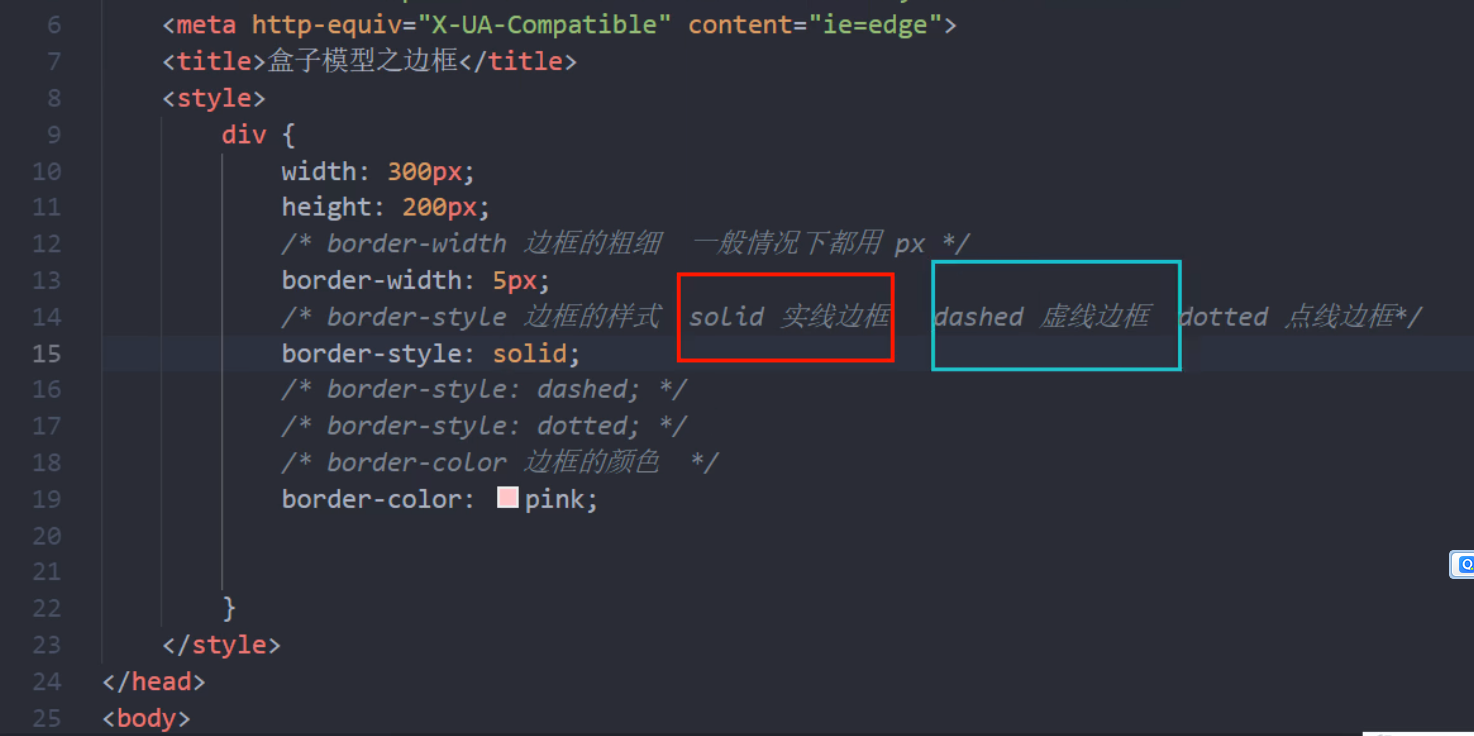 6 <meta http-equiv="X-UA-Compatible" content="ie=edge">
7 <title>盒子模型之边框</title>
8 <style>
9 div {
10 width: 300px;
11 height: 200px;
12 /* border-width 边框的粗细 一般情况下都用 px */
13 border-width: 5px;
14 /* border-style 边框的样式 solid 实线边框 dashed 虚线边框 dotted 点线边框*/
15 border-style: solid;
16 /* border-style: dashed; */
17 /* border-style: dotted; */
18 /* border-color 边框的颜色 */
19 border-color: pink;
20
21
22 }
23 </style>
24 </head>
25 <body>